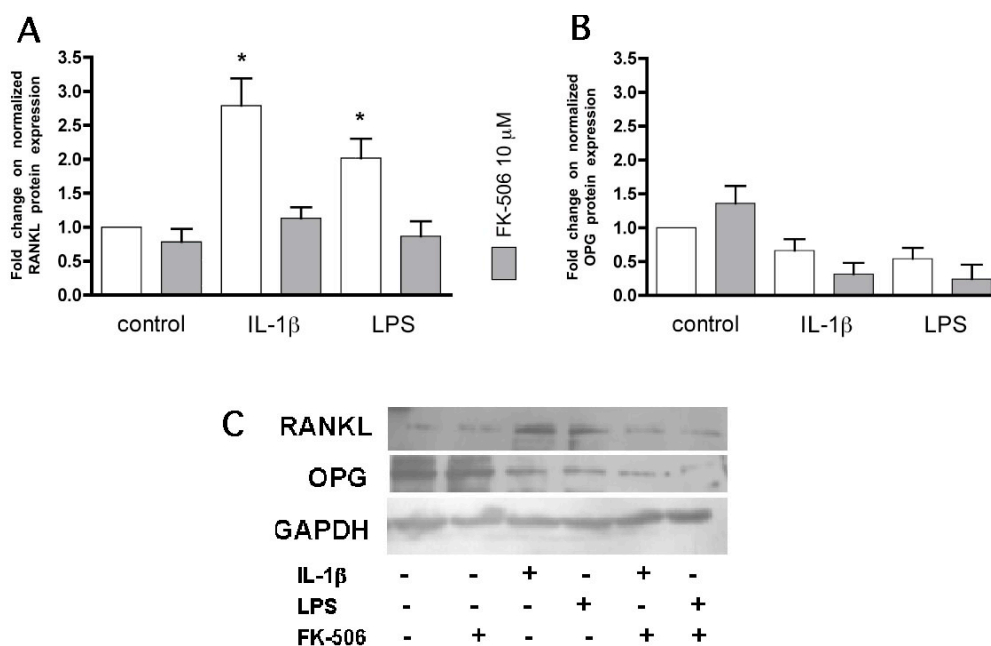 A
Fold change on normalized
RANKL protein expression
3.5
3.0
2.5
2.0
1.5
1.0
0.5
0.0
*
*
control
IL-1β
LPS
FK-506 10 µM
B
Fold change on normalized
OPG protein expression
3.5
3.0
2.5
2.0
1.5
1.0
0.5
0.0
control
IL-1β
LPS
C
RANKL
OPG
GAPDH
IL-1β - - + - + -
LPS - - - + - +
FK-506 - + - - + +